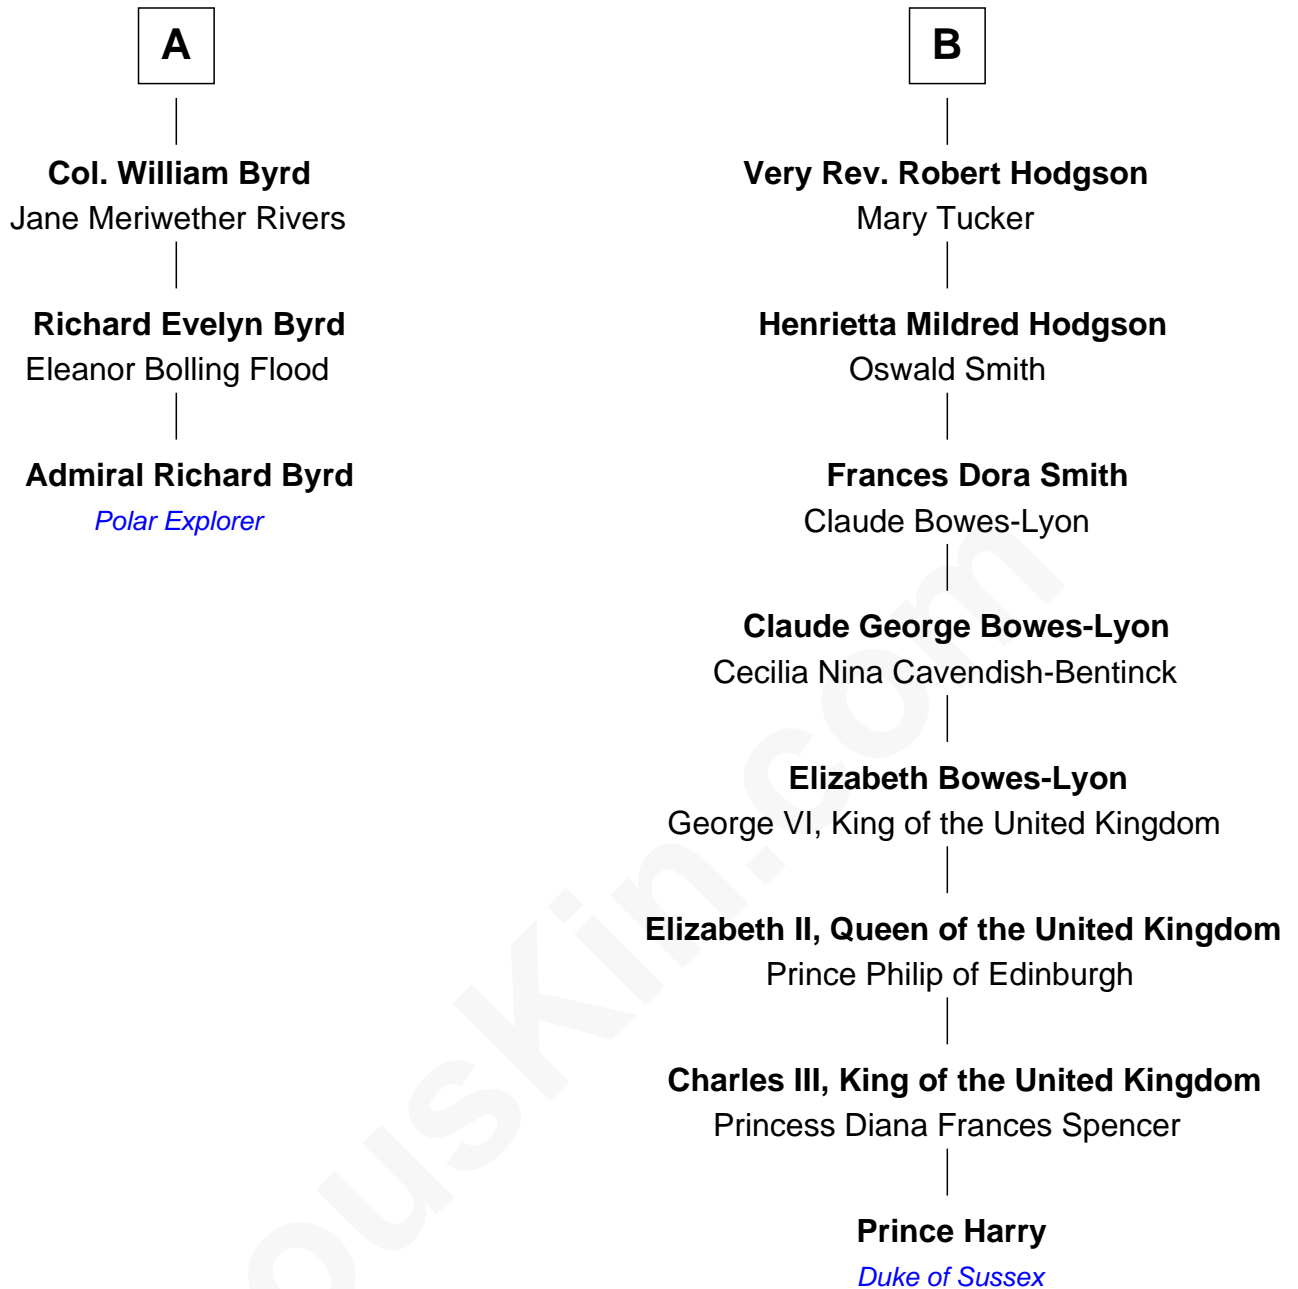 A
Col. William Byrd
Jane Meriwether Rivers
Richard Evelyn Byrd
Eleanor Bolling Flood
Admiral Richard Byrd
Polar Explorer
B
Very Rev. Robert Hodgson
Mary Tucker
Henrietta Mildred Hodgson
Oswald Smith
Frances Dora Smith
Claude Bowes-Lyon
Claude George Bowes-Lyon
Cecilia Nina Cavendish-Bentinck
Elizabeth Bowes-Lyon
George VI, King of the United Kingdom
Elizabeth II, Queen of the United Kingdom
Prince Philip of Edinburgh
Charles III, King of the United Kingdom
Princess Diana Frances Spencer
Prince Harry
Duke of Sussex
ousKin.com